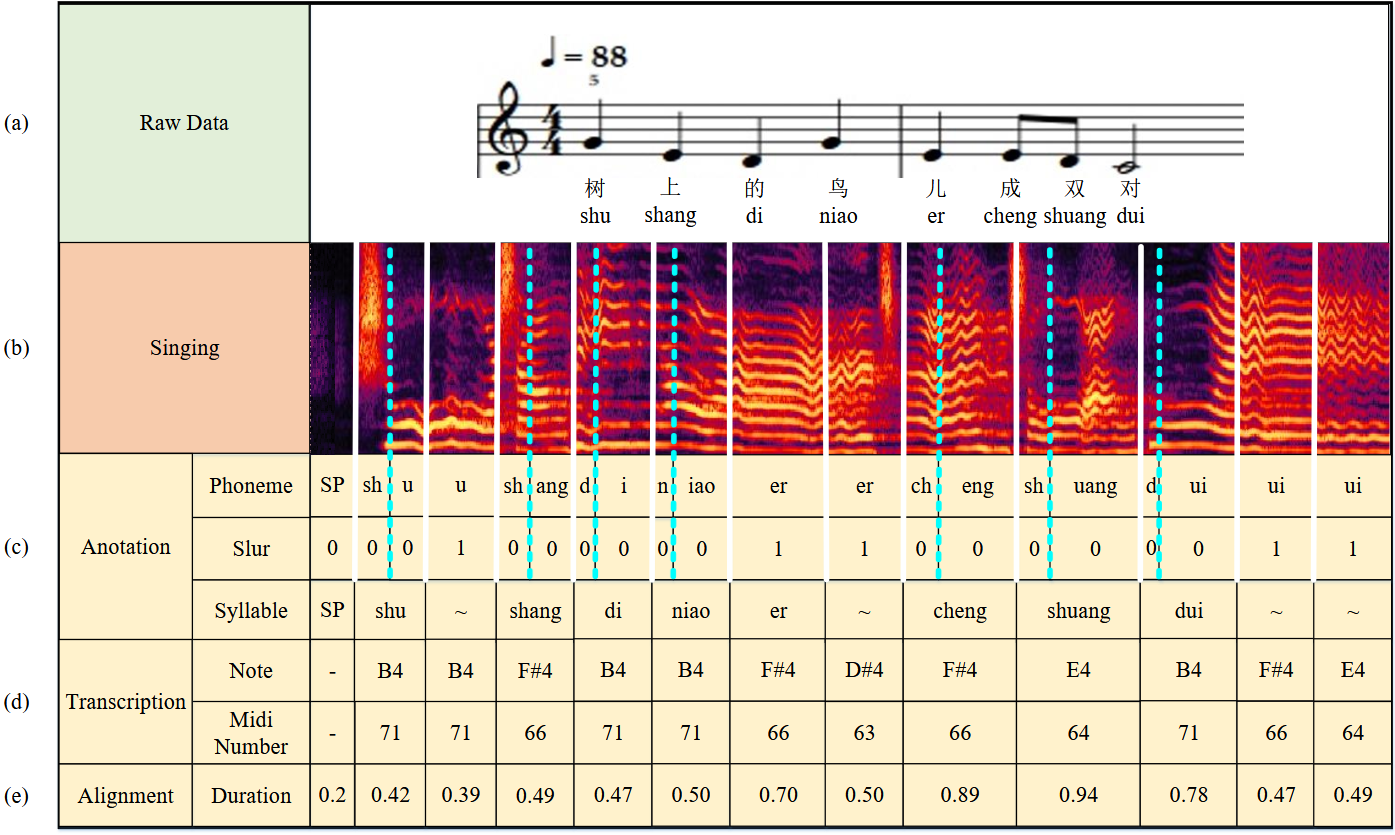 (a)
Raw Data
♩ = 88
5
4
4
树 上 的 鸟 儿 成 双 对
shu shang di niao er cheng shuang dui
(b)
Singing
(c)
Anotation
Phoneme SP sh u u sh ang d i n iao er er ch eng sh uang d ui ui ui
Slur 0 0 0 1 0 0 0 0 0 0 1 1 0 0 0 0 0 0 1 1
Syllable SP shu ~ shang di niao er ~ cheng shuang dui ~ ~
(d)
Transcription
Note - B4 B4 F#4 B4 B4 F#4 D#4 F#4 E4 B4 F#4 E4
Midi
Number
- 71 71 66 71 71 66 63 66 64 71 66 64
(e)
Alignment
Duration 0.2 0.42 0.39 0.49 0.47 0.50 0.70 0.50 0.89 0.94 0.78 0.47 0.49